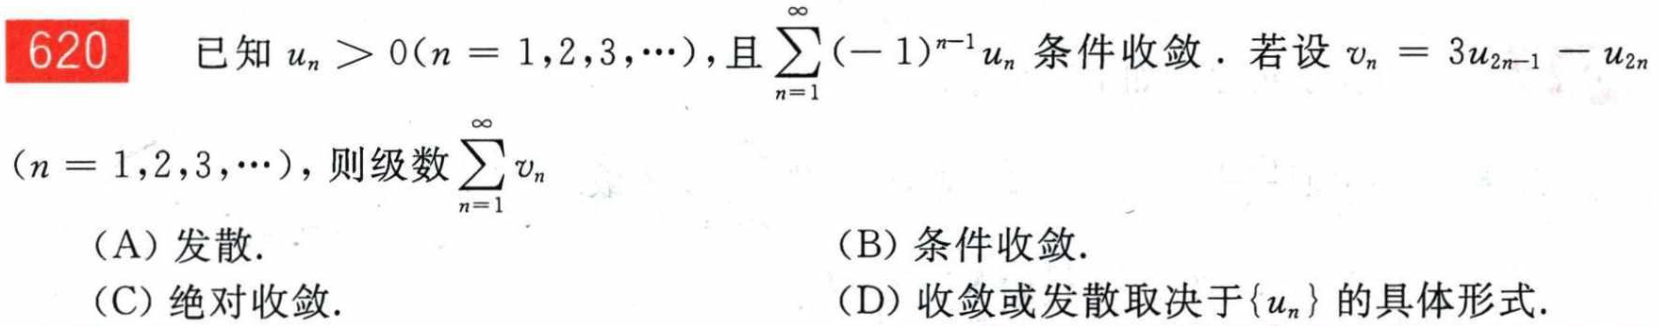 620 已知 $u_n > 0(n = 1,2,3,\cdots)$,且 $\sum_{n=1}^{\infty}(-1)^{n-1}u_n$ 条件收敛.若设 $v_n = 3u_{2n-1} - u_{2n}$
$(n = 1,2,3,\cdots)$,则级数 $\sum_{n=1}^{\infty}v_n$
(A) 发散. (B) 条件收敛.
(C) 绝对收敛. (D) 收敛或发散取决于$\{u_n\}$ 的具体形式.